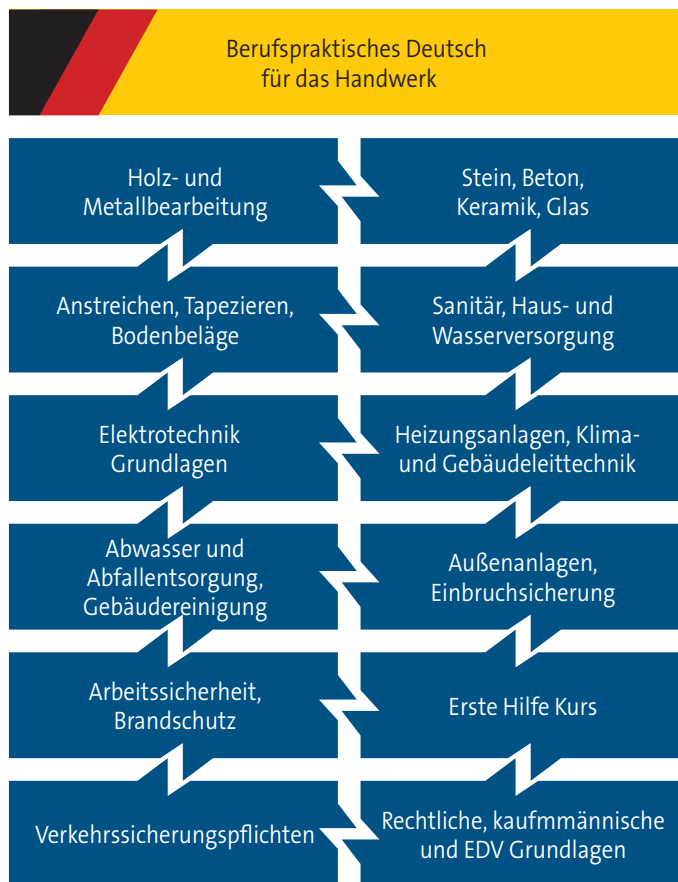 Berufspraktisches Deutsch
für das Handwerk
Holz- und
Metallbearbeitung
Stein, Beton,
Keramik, Glas
Anstreichen, Tapezieren,
Bodenbeläge
Sanitär, Haus- und
Wasserversorgung
Elektrotechnik
Grundlagen
Heizungsanlagen, Klima-
und Gebäudeleittechnik
Abwasser und
Abfallentsorgung,
Gebäudereinigung
Außenanlagen,
Einbruchsicherung
Arbeitssicherheit,
Brandschutz
Erste Hilfe Kurs
Verkehrssicherungspflichten
Rechtliche, kaufmmännische
und EDV Grundlagen